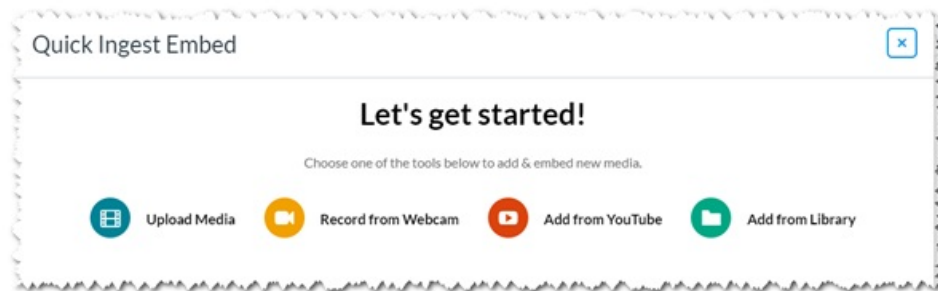 Quick Ingest Embed
Let's get started!
Choose one of the tools below to add & embed new media.
Upload Media Record from Webcam Add from YouTube Add from Library